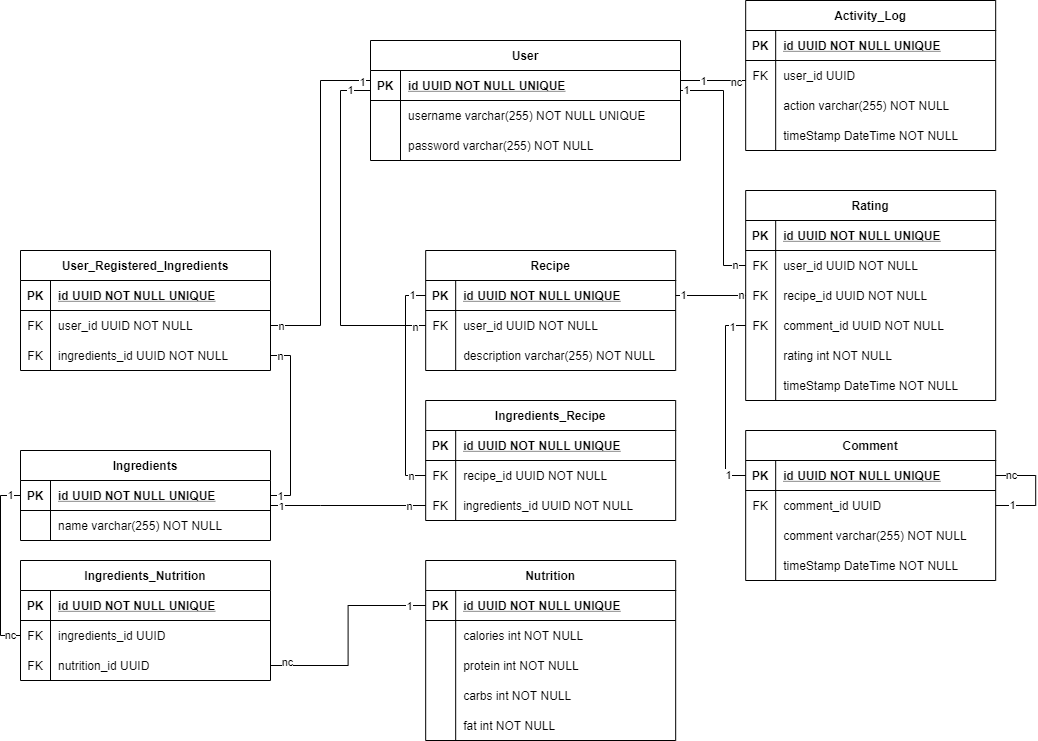 Activity_Log
PK id UUID NOT NULL UNIQUE
FK user_id UUID
action varchar(255) NOT NULL
timeStamp DateTime NOT NULL
User
PK id UUID NOT NULL UNIQUE
username varchar(255) NOT NULL UNIQUE
password varchar(255) NOT NULL
1
1
1
nc
1
Rating
PK id UUID NOT NULL UNIQUE
n FK user_id UUID NOT NULL
n FK recipe_id UUID NOT NULL
1 FK comment_id UUID NOT NULL
rating int NOT NULL
timeStamp DateTime NOT NULL
User_Registered_Ingredients
PK id UUID NOT NULL UNIQUE
FK user_id UUID NOT NULL n
FK ingredients_id UUID NOT NULL n
Recipe
1 PK id UUID NOT NULL UNIQUE 1
n FK user_id UUID NOT NULL
description varchar(255) NOT NULL
Ingredients_Recipe
PK id UUID NOT NULL UNIQUE
n FK recipe_id UUID NOT NULL
n FK ingredients_id UUID NOT NULL
Comment
1 PK id UUID NOT NULL UNIQUE nc
FK comment_id UUID 1
comment varchar(255) NOT NULL
timeStamp DateTime NOT NULL
Ingredients
1 PK id UUID NOT NULL UNIQUE 1
1
name varchar(255) NOT NULL
Ingredients_Nutrition
PK id UUID NOT NULL UNIQUE
nc FK ingredients_id UUID
FK nutrition_id UUID nc
Nutrition
1 PK id UUID NOT NULL UNIQUE
calories int NOT NULL
protein int NOT NULL
carbs int NOT NULL
fat int NOT NULL